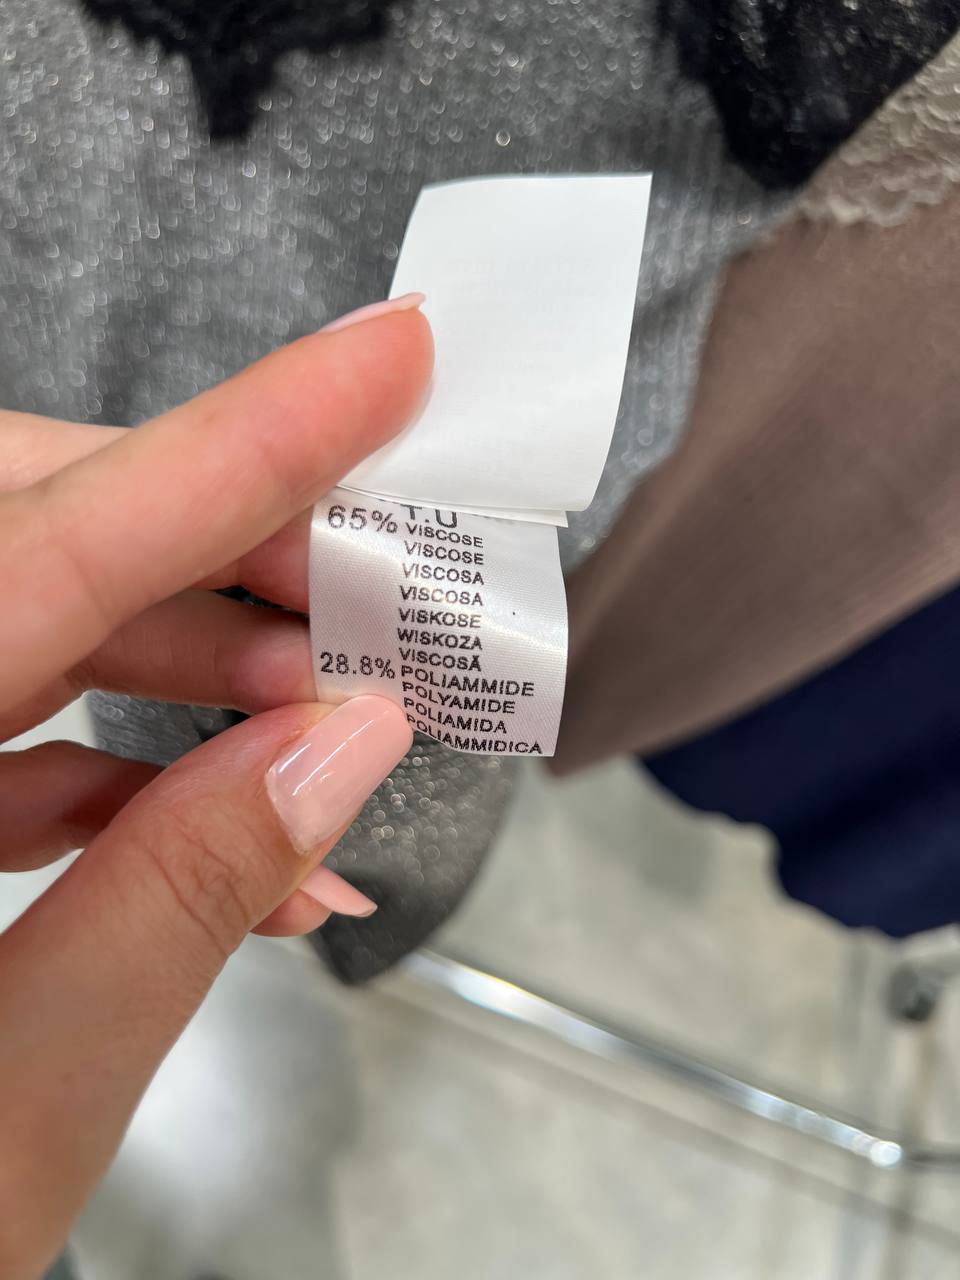 T.U
65% VISCOSE
VISCOSE
VISCOSA
VISCOSA
VISKOSE
WISKOZA
VISCOSĂ
28.8% POLIAMMIDE
POLYAMIDE
POLIAMIDA
POLIAMMIDICA